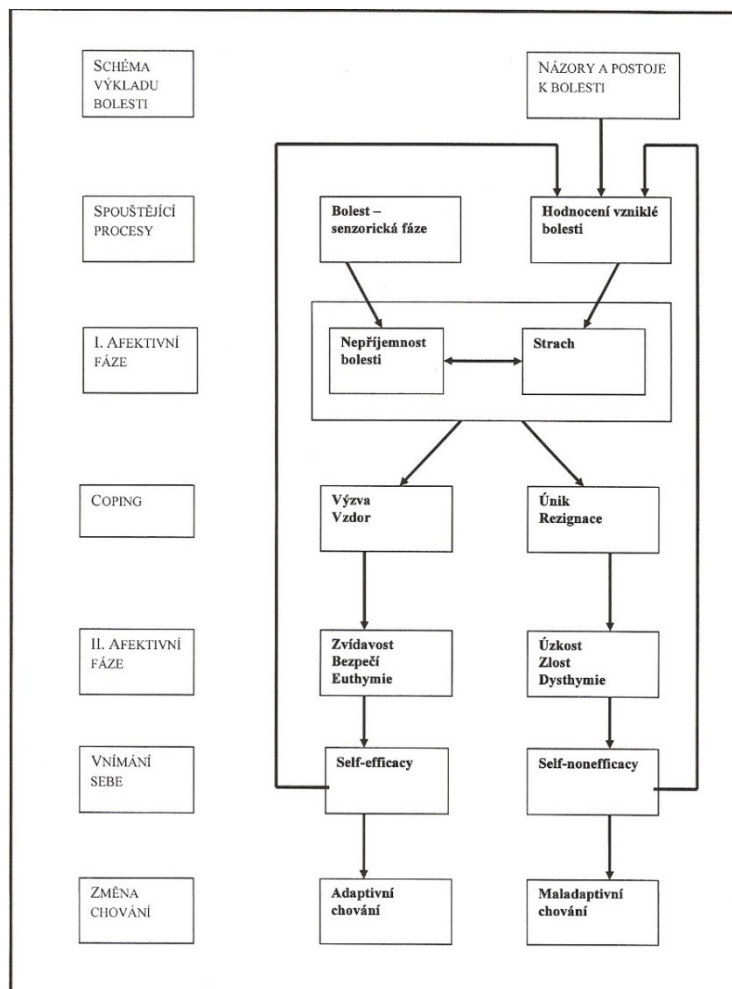 SCHÉMA
VÝKLADU
BOLESTI
NÁZORY A POSTOJE
K BOLESTI
SPOUŠTĚJÍCÍ
PROCESY
Bolest –
senzorická fáze
Hodnocení vzniklé
bolesti
I. AFEKTIVNÍ
FÁZE
Nepříjemnost
bolesti
Strach
COPING
Výzva
Vzdor
Únik
Rezignace
II. AFEKTIVNÍ
FÁZE
Zvídavost
Bezpečí
Euthymie
Úzkost
Zlost
Dysthymie
VNÍMÁNÍ
SEBE
Self-efficacy
Self-nonefficacy
ZMĚNA
CHOVÁNÍ
Adaptivní
chování
Maladaptivní
chování